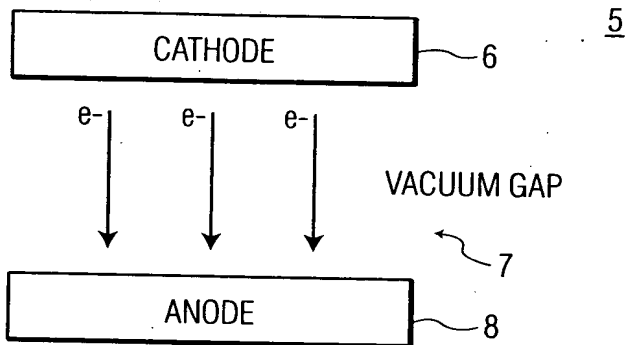 5
CATHODE 6
e- e- e-
VACUUM GAP
7
ANODE 8